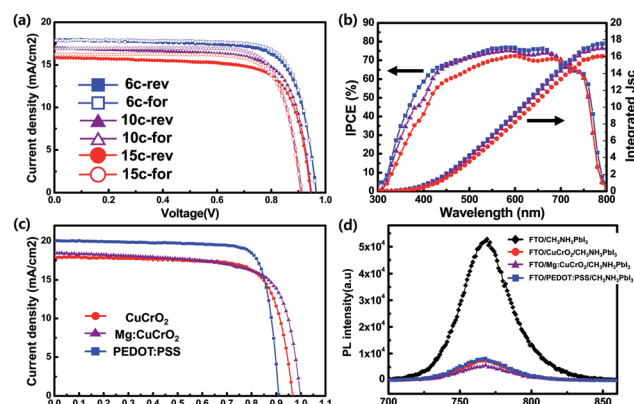 (a)
Current density (mA/cm2)
20
15
10
5
0
6c-rev
6c-for
10c-rev
10c-for
15c-rev
15c-for
0.0 0.2 0.4 0.6 0.8 1.0
Voltage(V)
(b)
IPCE (%)
90
80
70
60
50
40
30
20
10
0
20
18
16
14
12
10
8
6
4
2
0
Integrated Jsc
300 400 500 600 700 800
Wavelength (nm)
(c)
Current density (mA/cm2)
20
15
10
5
0
CuCrO₂
Mg:CuCrO₂
PEDOT:PSS
0.0 0.1 0.2 0.3 0.4 0.5 0.6 0.7 0.8 0.9 1.0 1.1
(d)
PL intensity(a.u)
5x10⁴
4x10⁴
3x10⁴
2x10⁴
1x10⁴
0
FTO/CH₃NH₃PbI₃
FTO/CuCrO₂/CH₃NH₃PbI₃
FTO/Mg:CuCrO₂/CH₃NH₃PbI₃
FTO/PEDOT:PSS/CH₃NH₃PbI₃
700 750 800 850